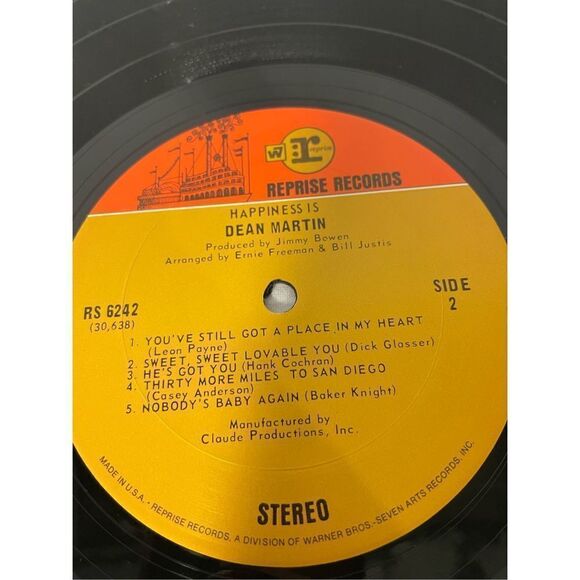 W
r
reprise
REPRISE RECORDS
HAPPINESS IS
DEAN MARTIN
Produced by Jimmy Bowen
Arranged by Ernie Freeman & Bill Justis
RS 6242
(30,638)
SIDE
2
1. YOU'VE STILL GOT A PLACE IN MY HEART
(Leon Payne)
2. SWEET, SWEET LOVABLE YOU (Dick Glasser)
3. HE'S GOT YOU (Hank Cochran)
4. THIRTY MORE MILES TO SAN DIEGO
(Casey Anderson)
5. NOBODY'S BABY AGAIN (Baker Knight)
Manufactured by
Claude Productions, Inc.
STEREO
MADE IN U.S.A. - REPRISE RECORDS, A DIVISION OF WARNER BROS.-SEVEN ARTS RECORDS, INC.